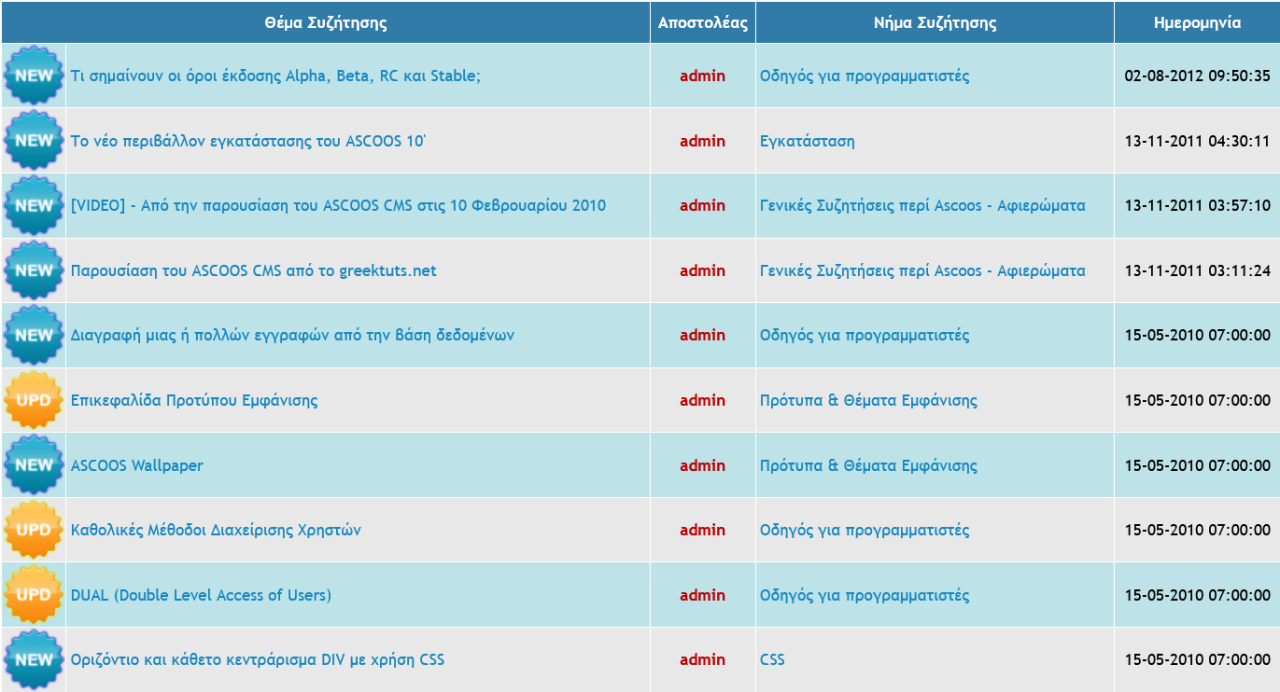 Θέμα Συζήτησης Αποστολέας Νήμα Συζήτησης Ημερομηνία
NEW Τι σημαίνουν οι όροι έκδοσης Alpha, Beta, RC και Stable; admin Οδηγός για προγραμματιστές 02-08-2012 09:50:35
NEW Το νέο περιβάλλον εγκατάστασης του ASCOOS 10' admin Εγκατάσταση 13-11-2011 04:30:11
NEW [VIDEO] - Από την παρουσίαση του ASCOOS CMS στις 10 Φεβρουαρίου 2010 admin Γενικές Συζητήσεις περί Ascoos - Αφιερώματα 13-11-2011 03:57:10
NEW Παρουσίαση του ASCOOS CMS από το greektuts.net admin Γενικές Συζητήσεις περί Ascoos - Αφιερώματα 13-11-2011 03:11:24
NEW Διαγραφή μιας ή πολλών εγγραφών από την βάση δεδομένων admin Οδηγός για προγραμματιστές 15-05-2010 07:00:00
UPD Επικεφαλίδα Προτύπου Εμφάνισης admin Πρότυπα & Θέματα Εμφάνισης 15-05-2010 07:00:00
NEW ASCOOS Wallpaper admin Πρότυπα & Θέματα Εμφάνισης 15-05-2010 07:00:00
UPD Καθολικές Μέθοδοι Διαχείρισης Χρηστών admin Οδηγός για προγραμματιστές 15-05-2010 07:00:00
UPD DUAL (Double Level Access of Users) admin Οδηγός για προγραμματιστές 15-05-2010 07:00:00
NEW Οριζόντιο και κάθετο κεντράρισμα DIV με χρήση CSS admin CSS 15-05-2010 07:00:00